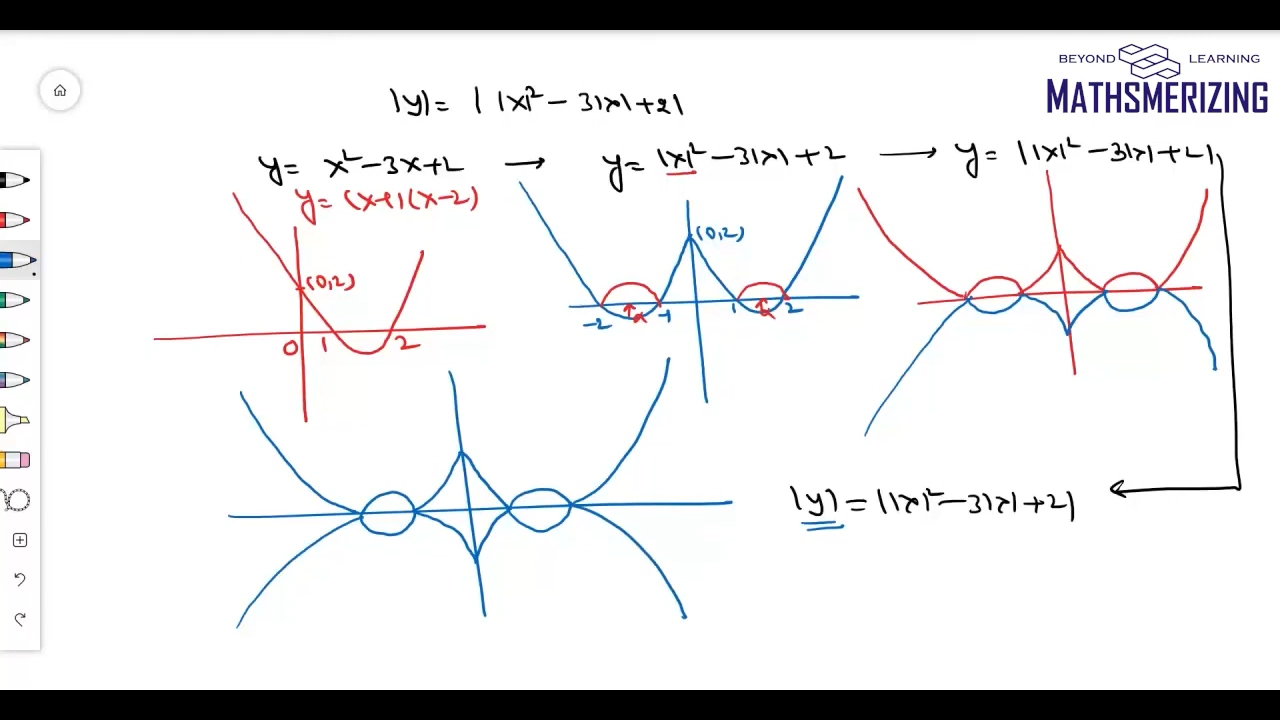 BEYOND LEARNING
MATHSMERIZING
|y| = | |x|² - 3|x| + 2|
y = x² - 3x + 2 → y = |x|² - 3|x| + 2 → y = ||x|² - 3|x| + 2|
y = (x-1)(x-2)
(0,2)
0 1 2
(0,2)
-2 -1 1 2
|y| = ||x|² - 3|x| + 2|